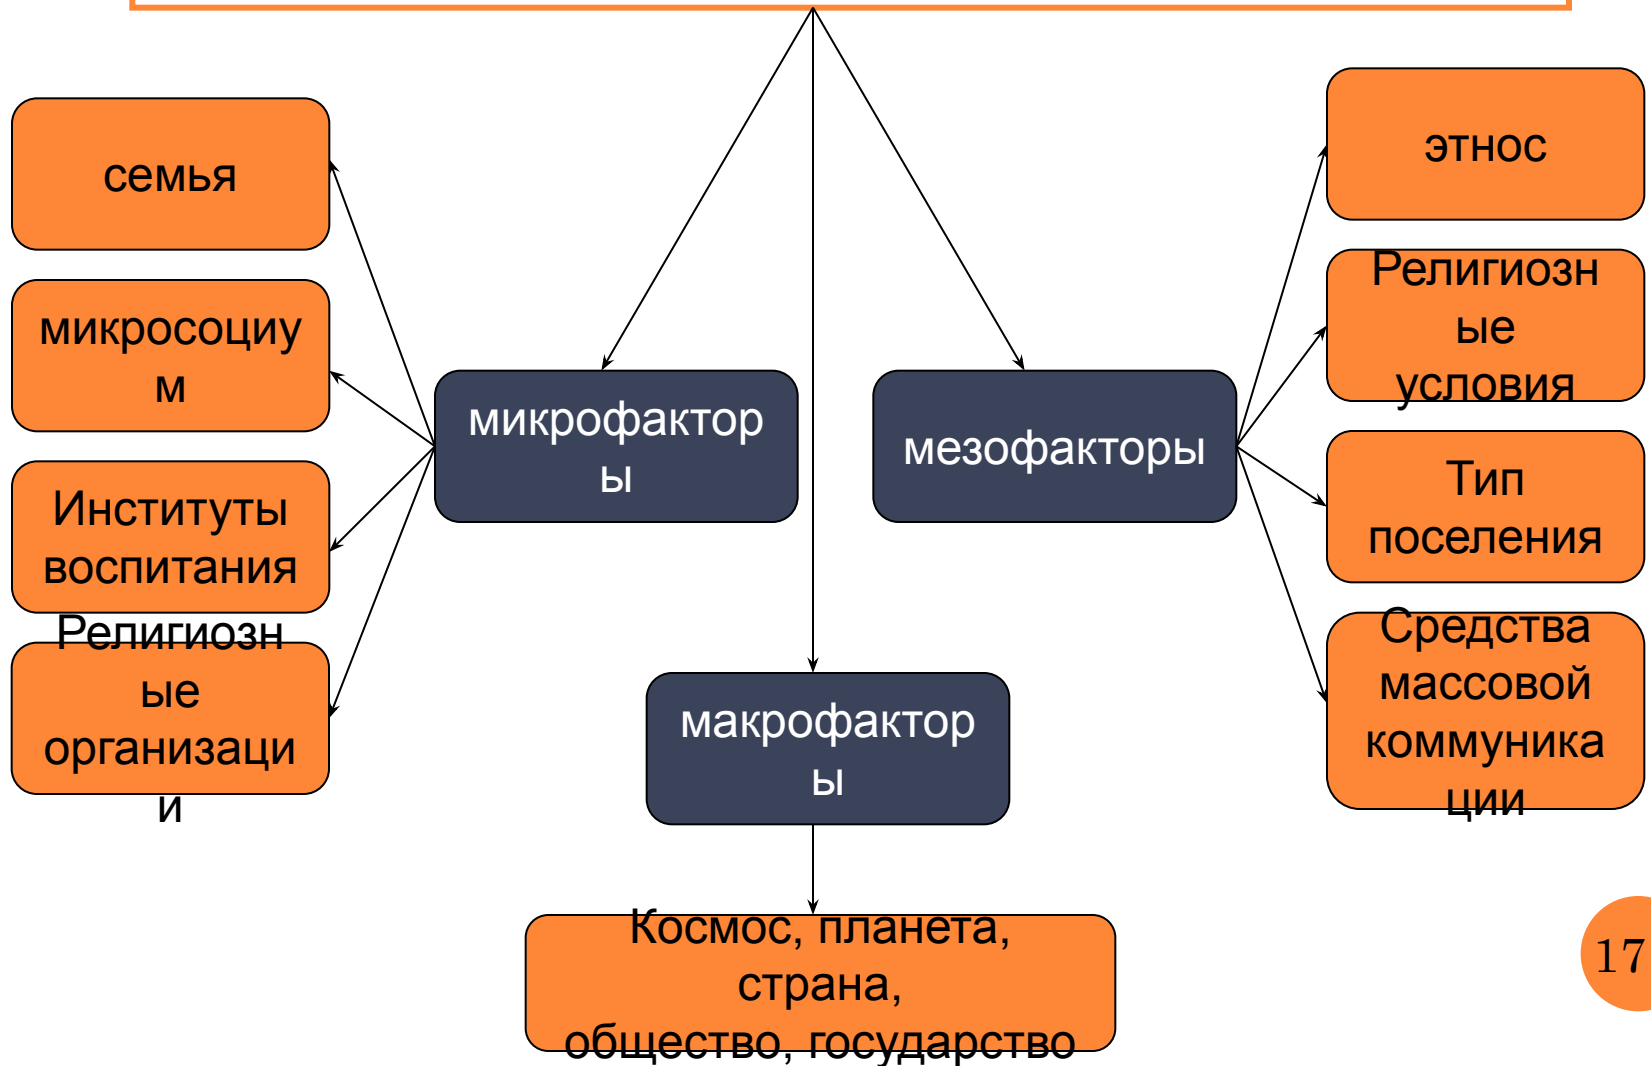 семья
микросоциу
м
Институты
воспитания
Религиозн
ые
организаци
и
микрофактор
ы
мезофакторы
макрофактор
ы
Космос, планета,
страна,
общество, государство
этнос
Религиозн
ые
условия
Тип
поселения
Средства
массовой
коммуника
ции
17